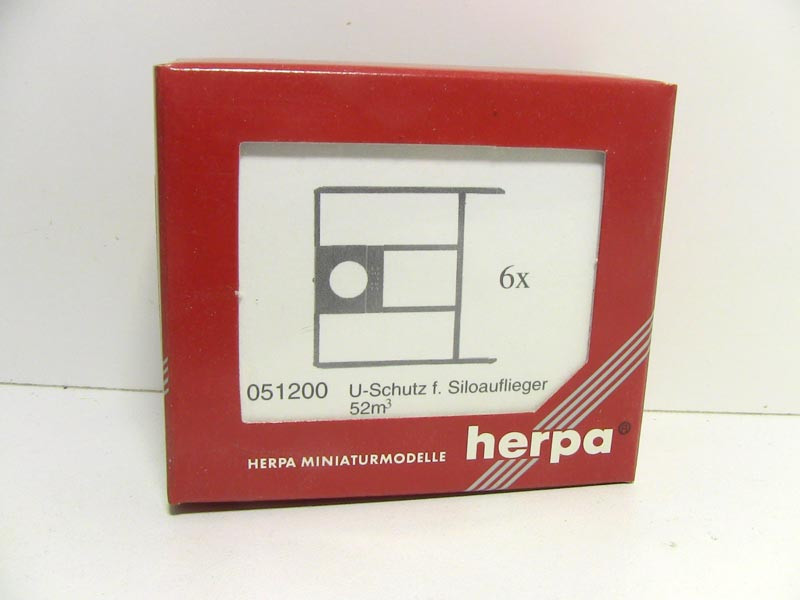 6x
051200 U-Schutz f. Siloauflieger
52m³
HERPA MINIATURMODELLE herpa®